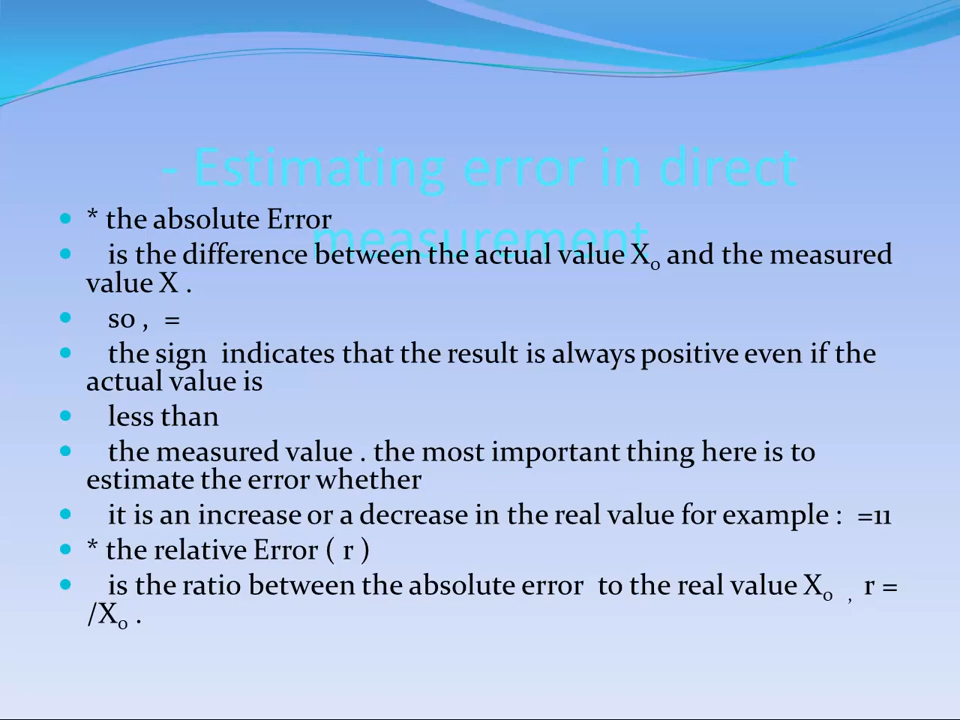 - Estimating error in direct
measurement
* the absolute Error
is the difference between the actual value X₀ and the measured
value X .
so , =
the sign indicates that the result is always positive even if the
actual value is
less than
the measured value . the most important thing here is to
estimate the error whether
it is an increase or a decrease in the real value for example : =11
* the relative Error ( r )
is the ratio between the absolute error to the real value X₀ , r =
/X₀ .